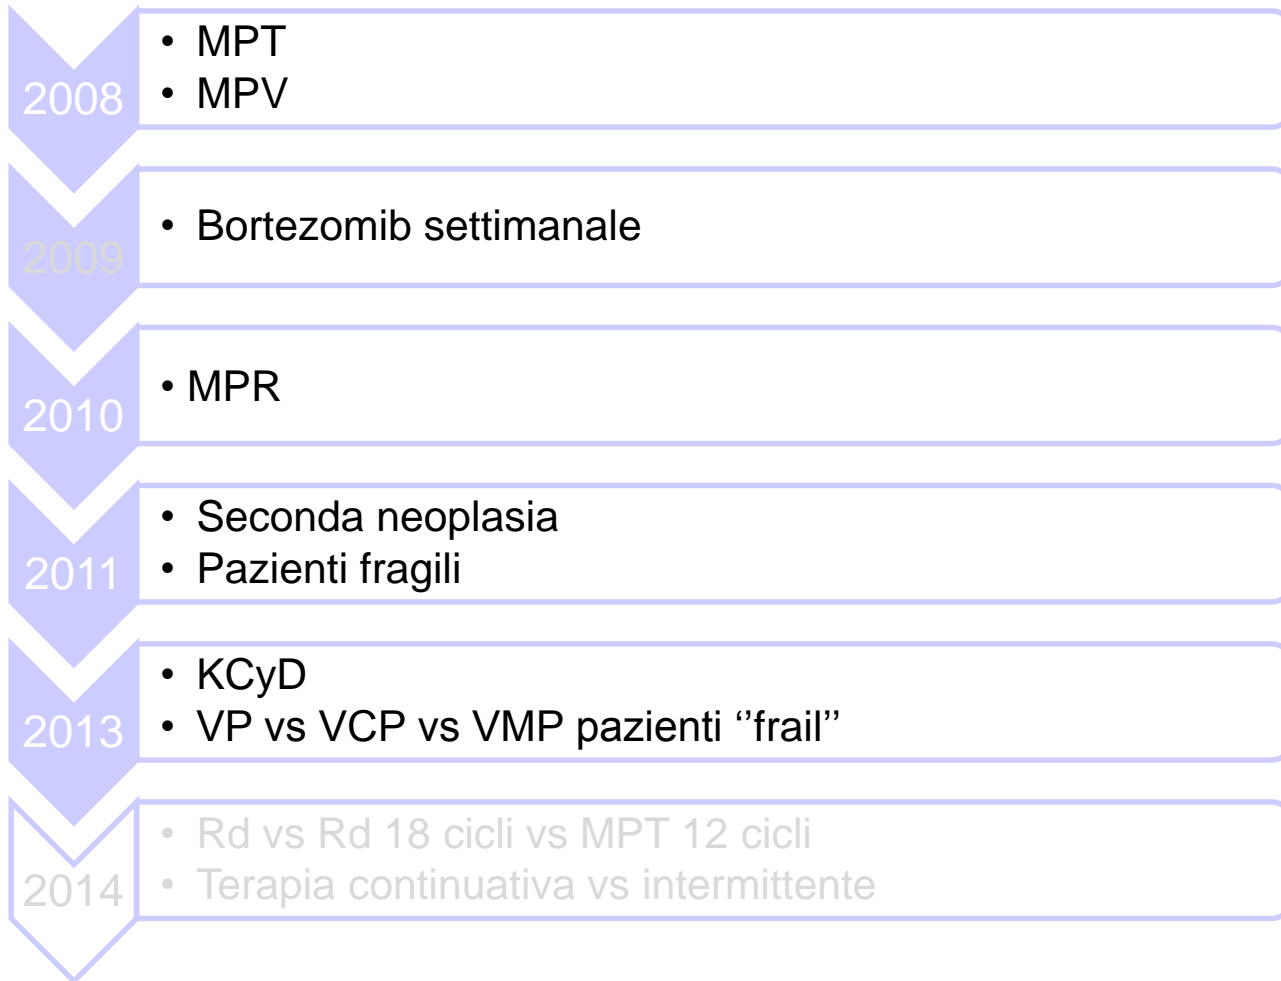 2008
• MPT
• MPV
2009
• Bortezomib settimanale
2010
• MPR
2011
• Seconda neoplasia
• Pazienti fragili
2013
• KCyD
• VP vs VCP vs VMP pazienti ‘’frail’’
2014
• Rd vs Rd 18 cicli vs MPT 12 cicli
• Terapia continuativa vs intermittente